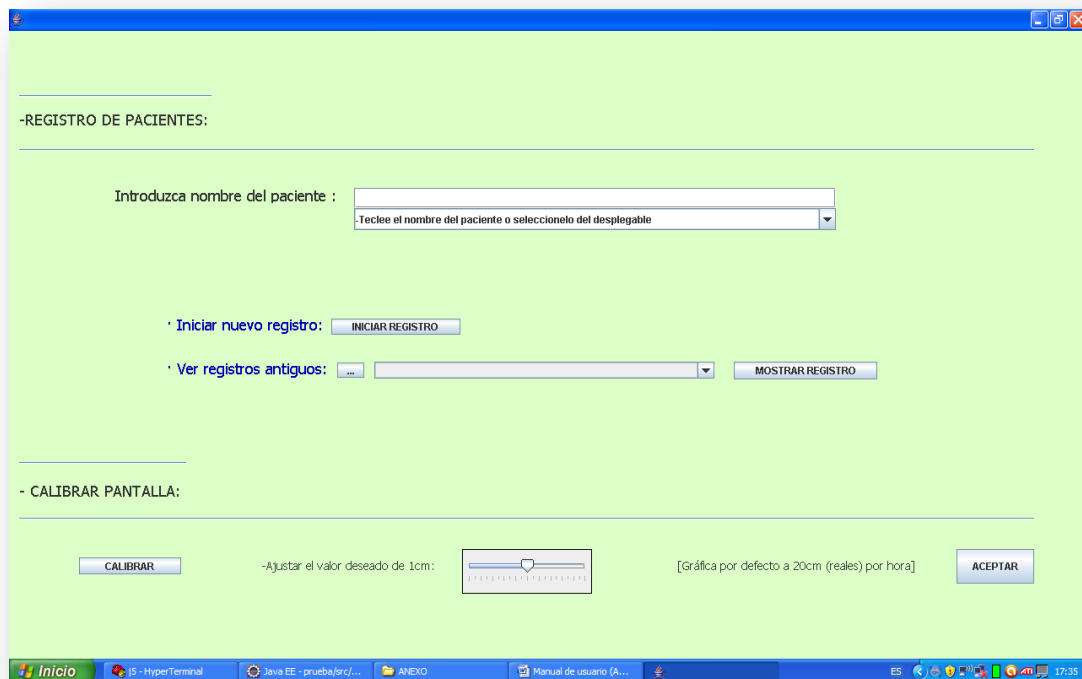 -REGISTRO DE PACIENTES:
Introduzca nombre del paciente :
-Teclee el nombre del paciente o seleccionelo del desplegable
· Iniciar nuevo registro: INICIAR REGISTRO
· Ver registros antiguos: ... MOSTRAR REGISTRO
- CALIBRAR PANTALLA:
CALIBRAR -Ajustar el valor deseado de 1cm: [Gráfica por defecto a 20cm (reales) por hora] ACEPTAR
Inicio j5 - HyperTerminal Java EE - prueba/src/... ANEXO Manual de usuario (A... ES ATI 17:35